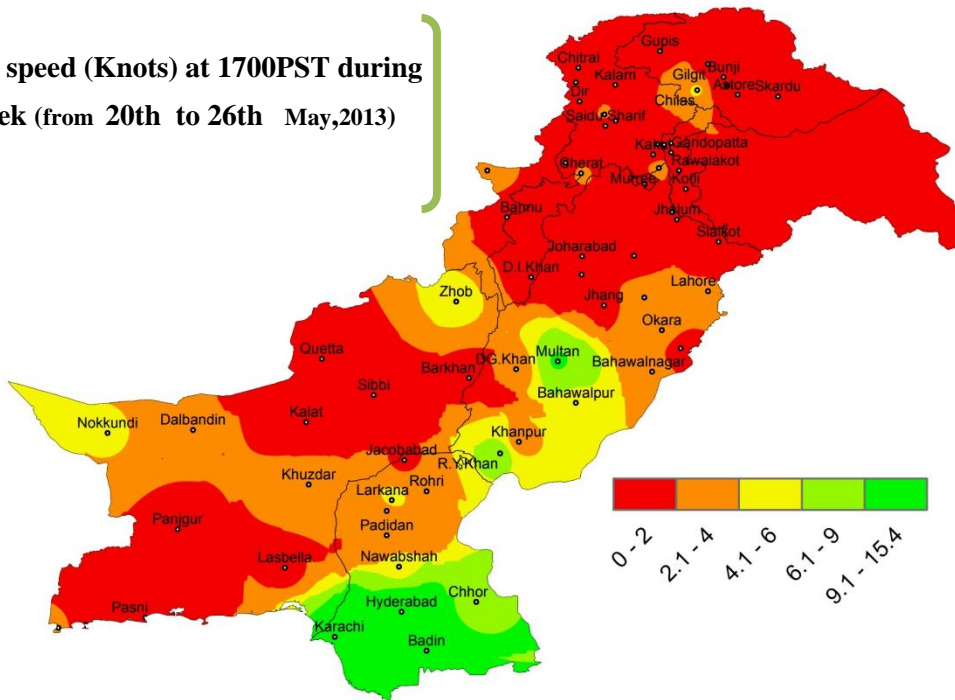 speed (Knots) at 1700PST during
ek (from 20th to 26th May,2013)
Gupis
Chitral
Bunji
Kalam
Gilgit
Astore
Skardu
Dir
Chilas
Saidu Sharif
Gandopatta
Rawalakot
Cherat
Murree
Kotli
Bannu
Jhelum
Sialkot
Joharabad
D.I.Khan
Lahore
Zhob
Jhang
Okara
Quetta
Multan
DG.Khan
Bahawalnagar
Barkhan
Sibbi
Bahawalpur
Kalat
Nokkundi
Dalbandin
Khanpur
Jacobabad
R.Y.Khan
Khuzdar
Rohri
Larkana
Panjgur
Padidan
Lasbella
Nawabshah
Chhor
Pasni
Hyderabad
Karachi
Badin
0 - 2
2.1 - 4
4.1 - 6
6.1 - 9
9.1 - 15.4